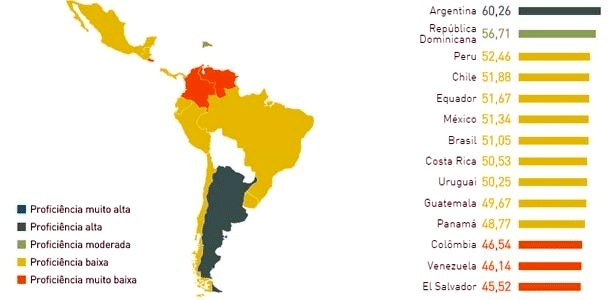 Argentina 60,26
República
Dominicana 56,71
Peru 52,46
Chile 51,88
Equador 51,67
México 51,34
Brasil 51,05
Costa Rica 50,53
Uruguai 50,25
Guatemala 49,67
Panamá 48,77
Colômbia 46,54
Venezuela 46,14
El Salvador 45,52
Proficiência muito alta
Proficiência alta
Proficiência moderada
Proficiência baixa
Proficiência muito baixa